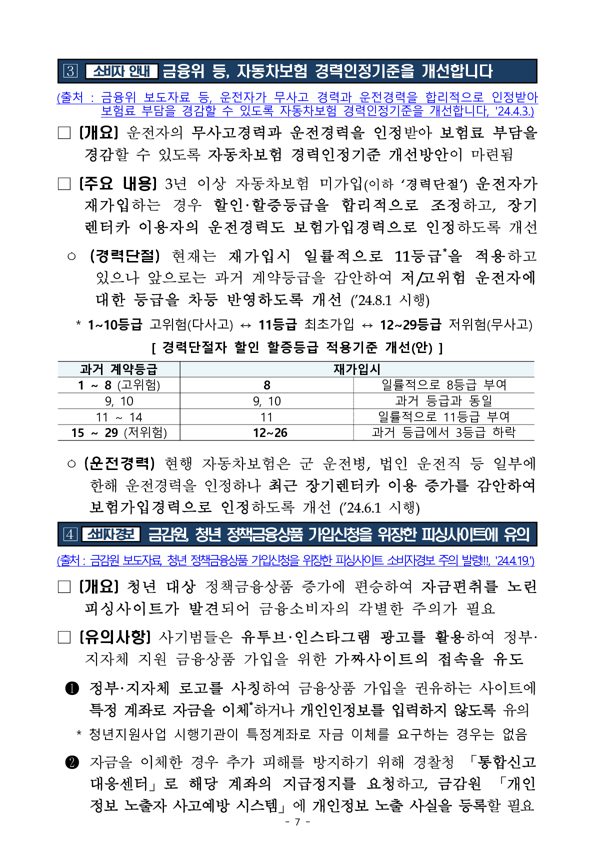 3 소비자 안내 금융위 등, 자동차보험 경력인정기준을 개선합니다
(출처 : 금융위 보도자료 등, 운전자가 무사고 경력과 운전경력을 합리적으로 인정받아
보험료 부담을 경감할 수 있도록 자동차보험 경력인정기준을 개선합니다, '24.4.3.)
□ (개요) 운전자의 무사고경력과 운전경력을 인정받아 보험료 부담을
경감할 수 있도록 자동차보험 경력인정기준 개선방안이 마련됨
□ (주요 내용) 3년 이상 자동차보험 미가입(이하 ‘경력단절’) 운전자가
재가입하는 경우 할인·할증등급을 합리적으로 조정하고, 장기
렌터카 이용자의 운전경력도 보험가입경력으로 인정하도록 개선
ㅇ (경력단절) 현재는 재가입시 일률적으로 11등급*을 적용하고
있으나 앞으로는 과거 계약등급을 감안하여 저/고위험 운전자에
대한 등급을 차등 반영하도록 개선 (’24.8.1 시행)
* 1~10등급 고위험(다사고) ↔ 11등급 최초가입 ↔ 12~29등급 저위험(무사고)
[ 경력단절자 할인 할증등급 적용기준 개선(안) ]
과거 계약등급 재가입시
1 ~ 8 (고위험) 8 일률적으로 8등급 부여
9, 10 9, 10 과거 등급과 동일
11 ~ 14 11 일률적으로 11등급 부여
15 ~ 29 (저위험) 12~26 과거 등급에서 3등급 하락
ㅇ (운전경력) 현행 자동차보험은 군 운전병, 법인 운전직 등 일부에
한해 운전경력을 인정하나 최근 장기렌터카 이용 증가를 감안하여
보험가입경력으로 인정하도록 개선 (’24.6.1 시행)
4 소비자경보 금감원, 청년 정책금융상품 가입신청을 위장한 피싱사이트에 유의
(출처 : 금감원 보도자료, 청년 정책금융상품 가입신청을 위장한 피싱사이트 소비자경보 주의 발령!!, '24.4.19.')
□ (개요) 청년 대상 정책금융상품 증가에 편승하여 자금편취를 노린
피싱사이트가 발견되어 금융소비자의 각별한 주의가 필요
□ (유의사항) 사기범들은 유투브·인스타그램 광고를 활용하여 정부·
지자체 지원 금융상품 가입을 위한 가짜사이트의 접속을 유도
❶ 정부·지자체 로고를 사칭하여 금융상품 가입을 권유하는 사이트에
특정 계좌로 자금을 이체*하거나 개인인정보를 입력하지 않도록 유의
* 청년지원사업 시행기관이 특정계좌로 자금 이체를 요구하는 경우는 없음
❷ 자금을 이체한 경우 추가 피해를 방지하기 위해 경찰청 「통합신고
대응센터」로 해당 계좌의 지급정지를 요청하고, 금감원 「개인
정보 노출자 사고예방 시스템」에 개인정보 노출 사실을 등록할 필요
- 7 -